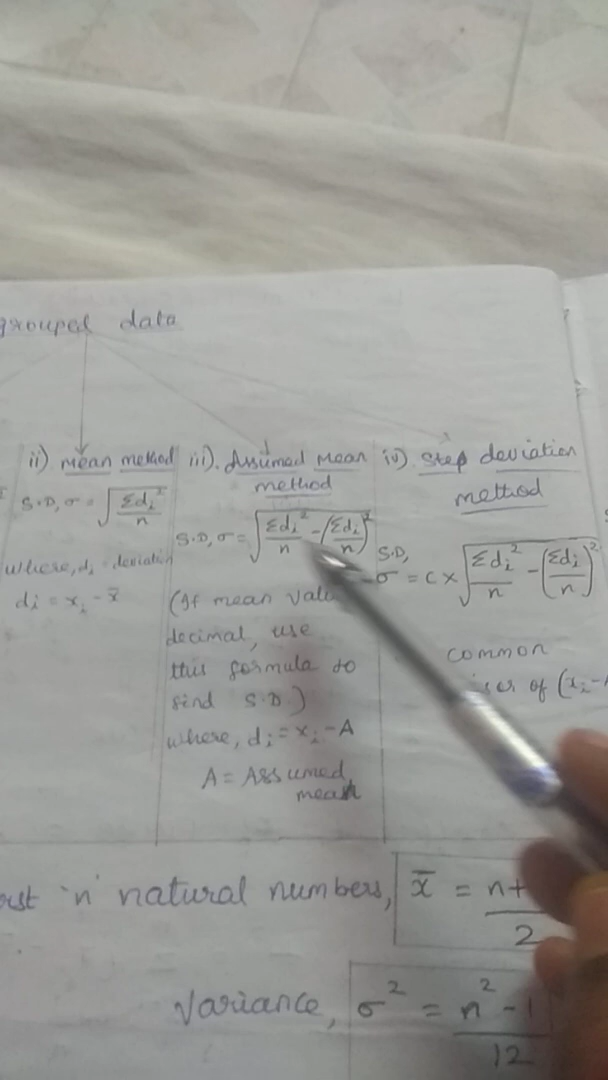 grouped data
ii) Mean method
S.D, σ = √(Σdᵢ²/n)
where, dᵢ = deviation
dᵢ = xᵢ - x̄
iii). Assumed Mean
method
S.D, σ = √(Σdᵢ²/n - (Σdᵢ/n)²)
(If mean
decimal, use
this formula to
find S.D)
where, dᵢ = xᵢ - A
A = Assumed
mean
iv). Step deviation
method
S.D,
σ = C × √(Σdᵢ²/n - (Σdᵢ/n)²)
common
of (xᵢ-
'n' natural numbers, x̄ = n+
2
Variance, σ² = n² - 1
12